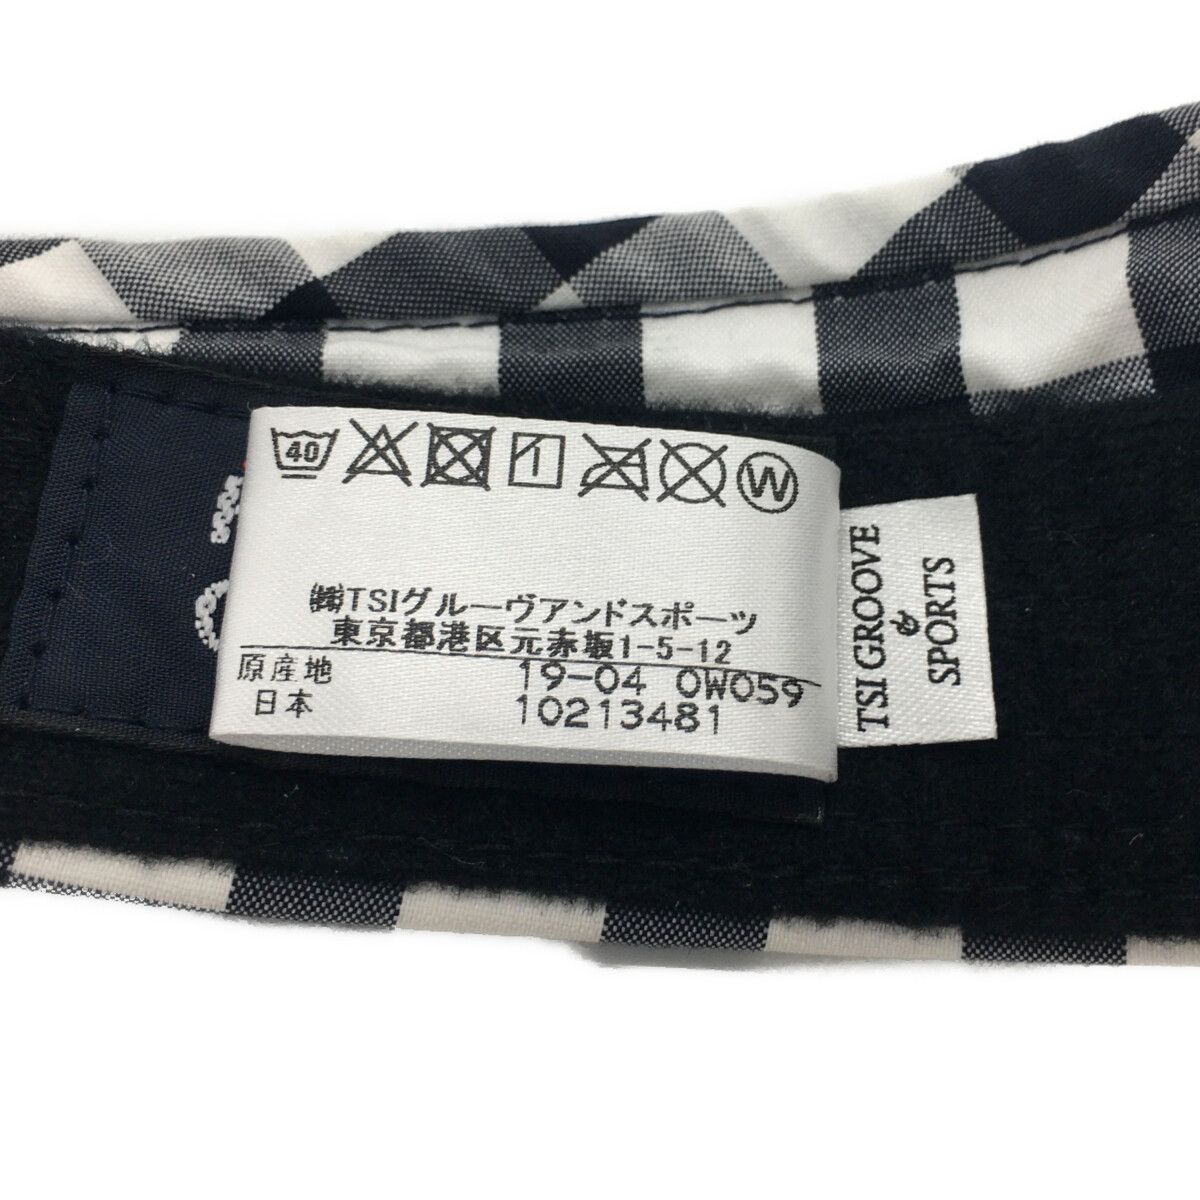 40
W
㈱TSIグルーヴアンドスポーツ
東京都港区元赤坂1-5-12
原産地 19-04 0W059
日本 10213481
TSI GROOVE
&
SPORTS